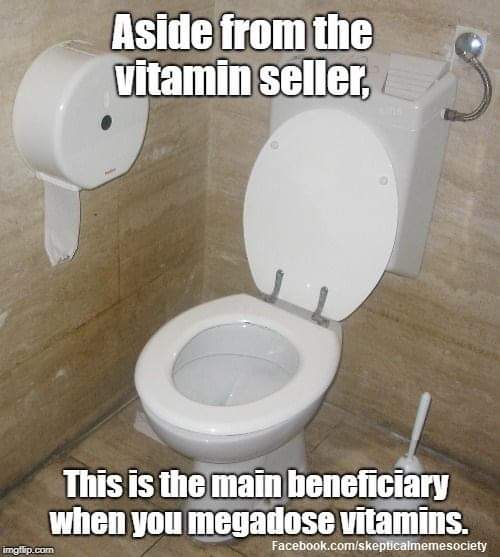 Aside from the
vitamin seller,
This is the main beneficiary
when you megadose vitamins.
Facebook.com/skepticalmemesociety
imgflip.com